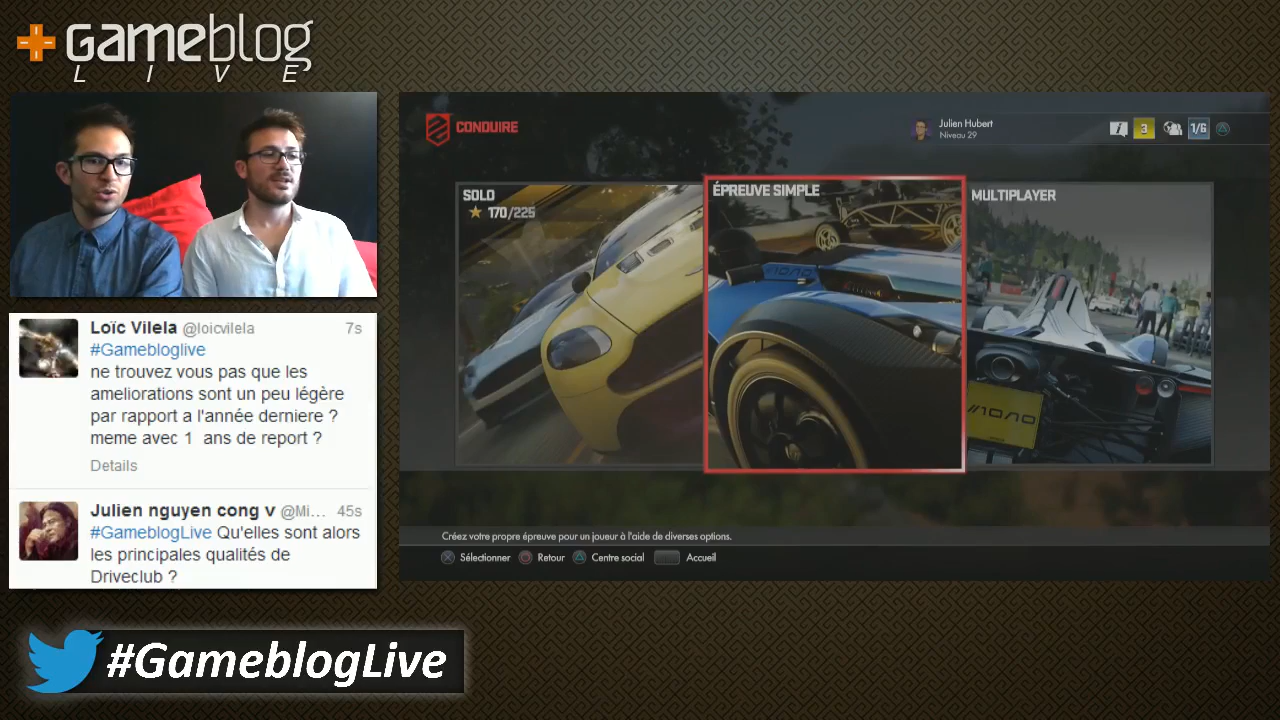 gameblog
LIVE
Loïc Vilela @loicvilela 7s
#Gamebloglive
ne trouvez vous pas que les
ameliorations sont un peu légère
par rapport a l'année derniere ?
meme avec 1 ans de report ?
Details
Julien nguyen cong v @Mi... 45s
#GameblogLive Qu'elles sont alors
les principales qualités de
Driveclub ?
#GameblogLive
CONDUIRE
Julien Hubert
Niveau 29
3
1/6
SOLO
170/225
ÉPREUVE SIMPLE
MULTIPLAYER
MONO
MONO
Créez votre propre épreuve pour un joueur à l'aide de diverses options.
Sélectionner Retour Centre social Accueil